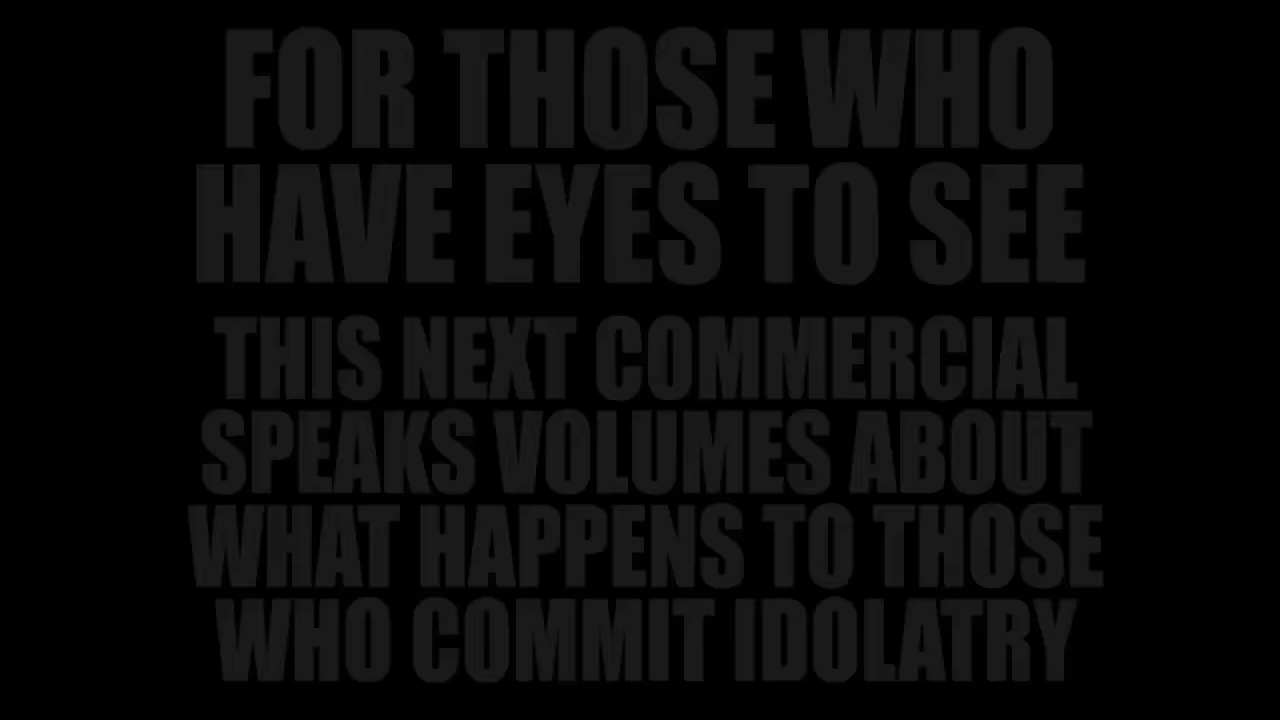 FOR THOSE WHO
HAVE EYES TO SEE
THIS NEXT COMMERCIAL
SPEAKS VOLUMES ABOUT
WHAT HAPPENS TO THOSE
WHO COMMIT IDOLATRY